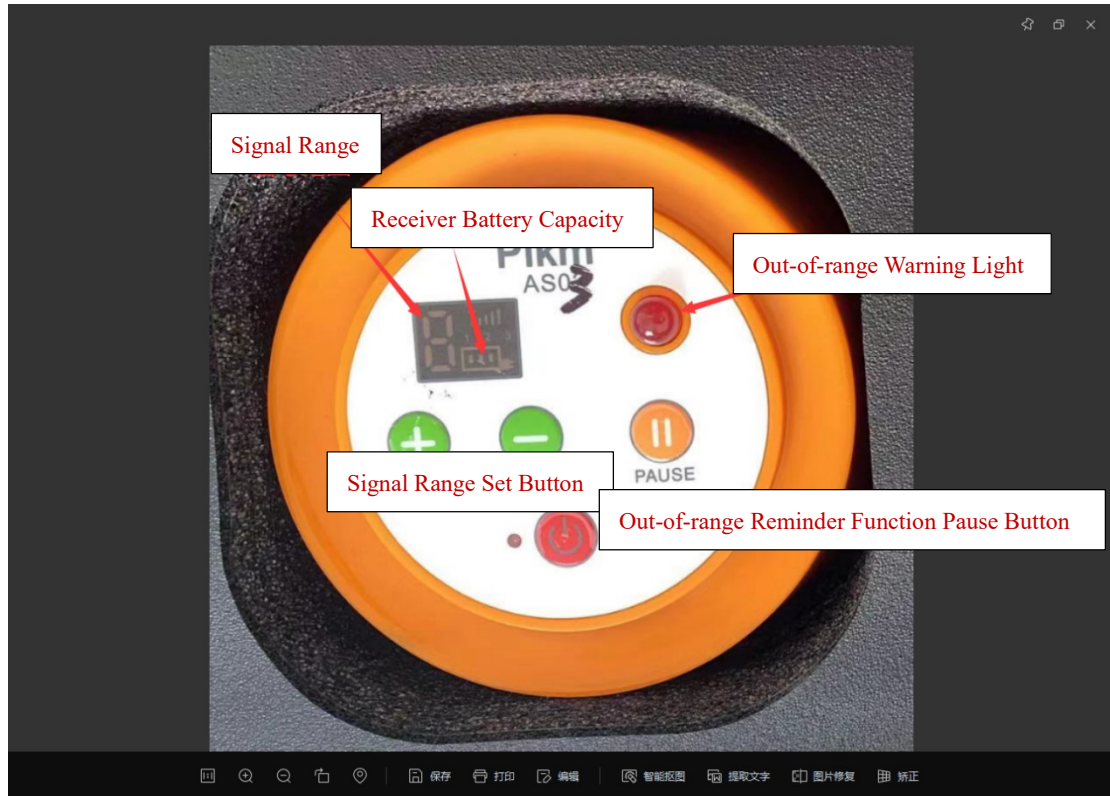 Signal Range
Receiver Battery Capacity
Out-of-range Warning Light
AS03
PAUSE
Signal Range Set Button
Out-of-range Reminder Function Pause Button
保存 打印 编辑 智能抠图 提取文字 图片修复 矫正